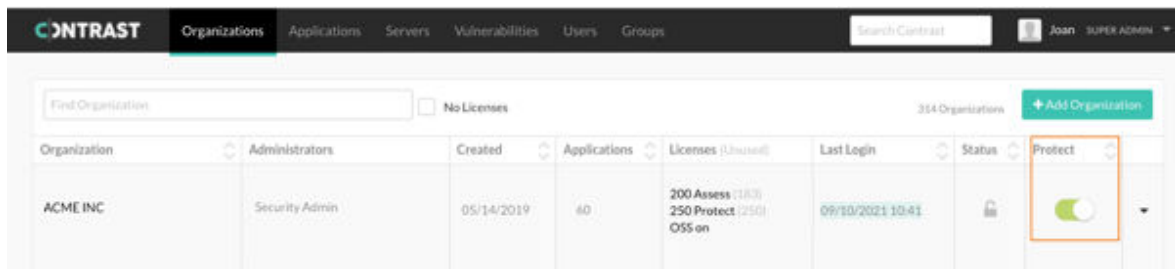 CONTRAST Organizations Applications Servers Vulnerabilities Users Groups Search Contrast Joan SUPER ADMIN
Find Organization No Licenses 314 Organizations +Add Organization
Organization Administrators Created Applications Licenses (Unused) Last Login Status Protect
ACME INC Security Admin 05/14/2019 60 200 Assess (183) 09/10/2021 10:41
250 Protect (250)
OSS on